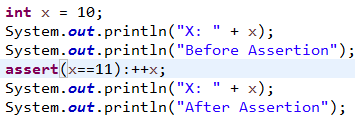 int x = 10;
System.out.println("X: " + x);
System.out.println("Before Assertion");
assert(x==11):++x;
System.out.println("X: " + x);
System.out.println("After Assertion");